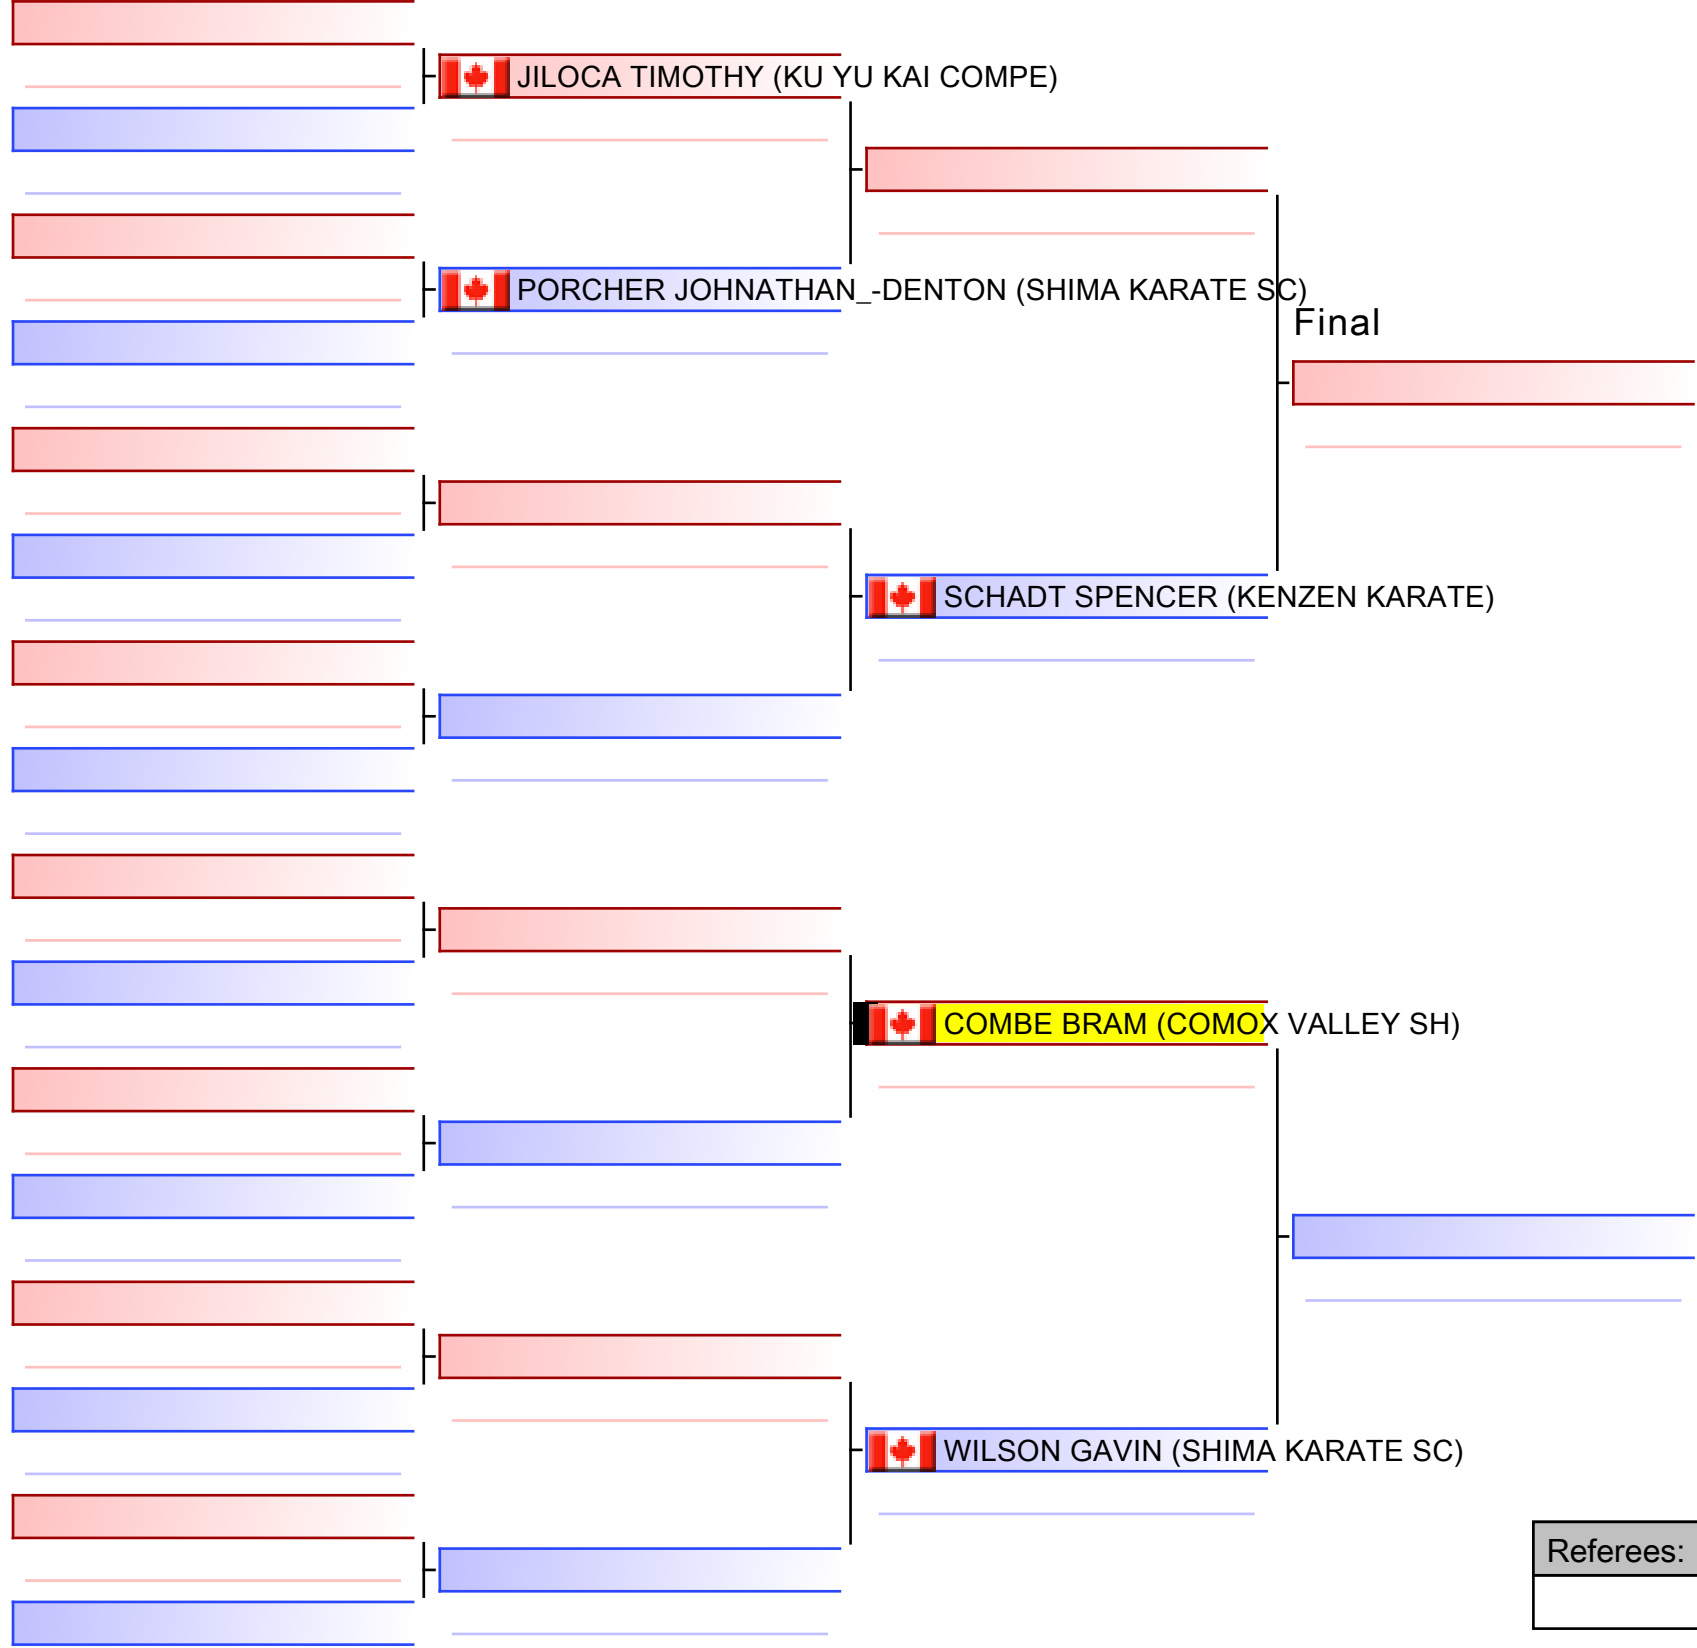 JILOCA TIMOTHY (KU YU KAI COMPE)
PORCHER JOHNATHAN_-DENTON (SHIMA KARATE SC)
Final
SCHADT SPENCER (KENZEN KARATE)
COMBE BRAM (COMOX VALLEY SH)
WILSON GAVIN (SHIMA KARATE SC)
Referees: